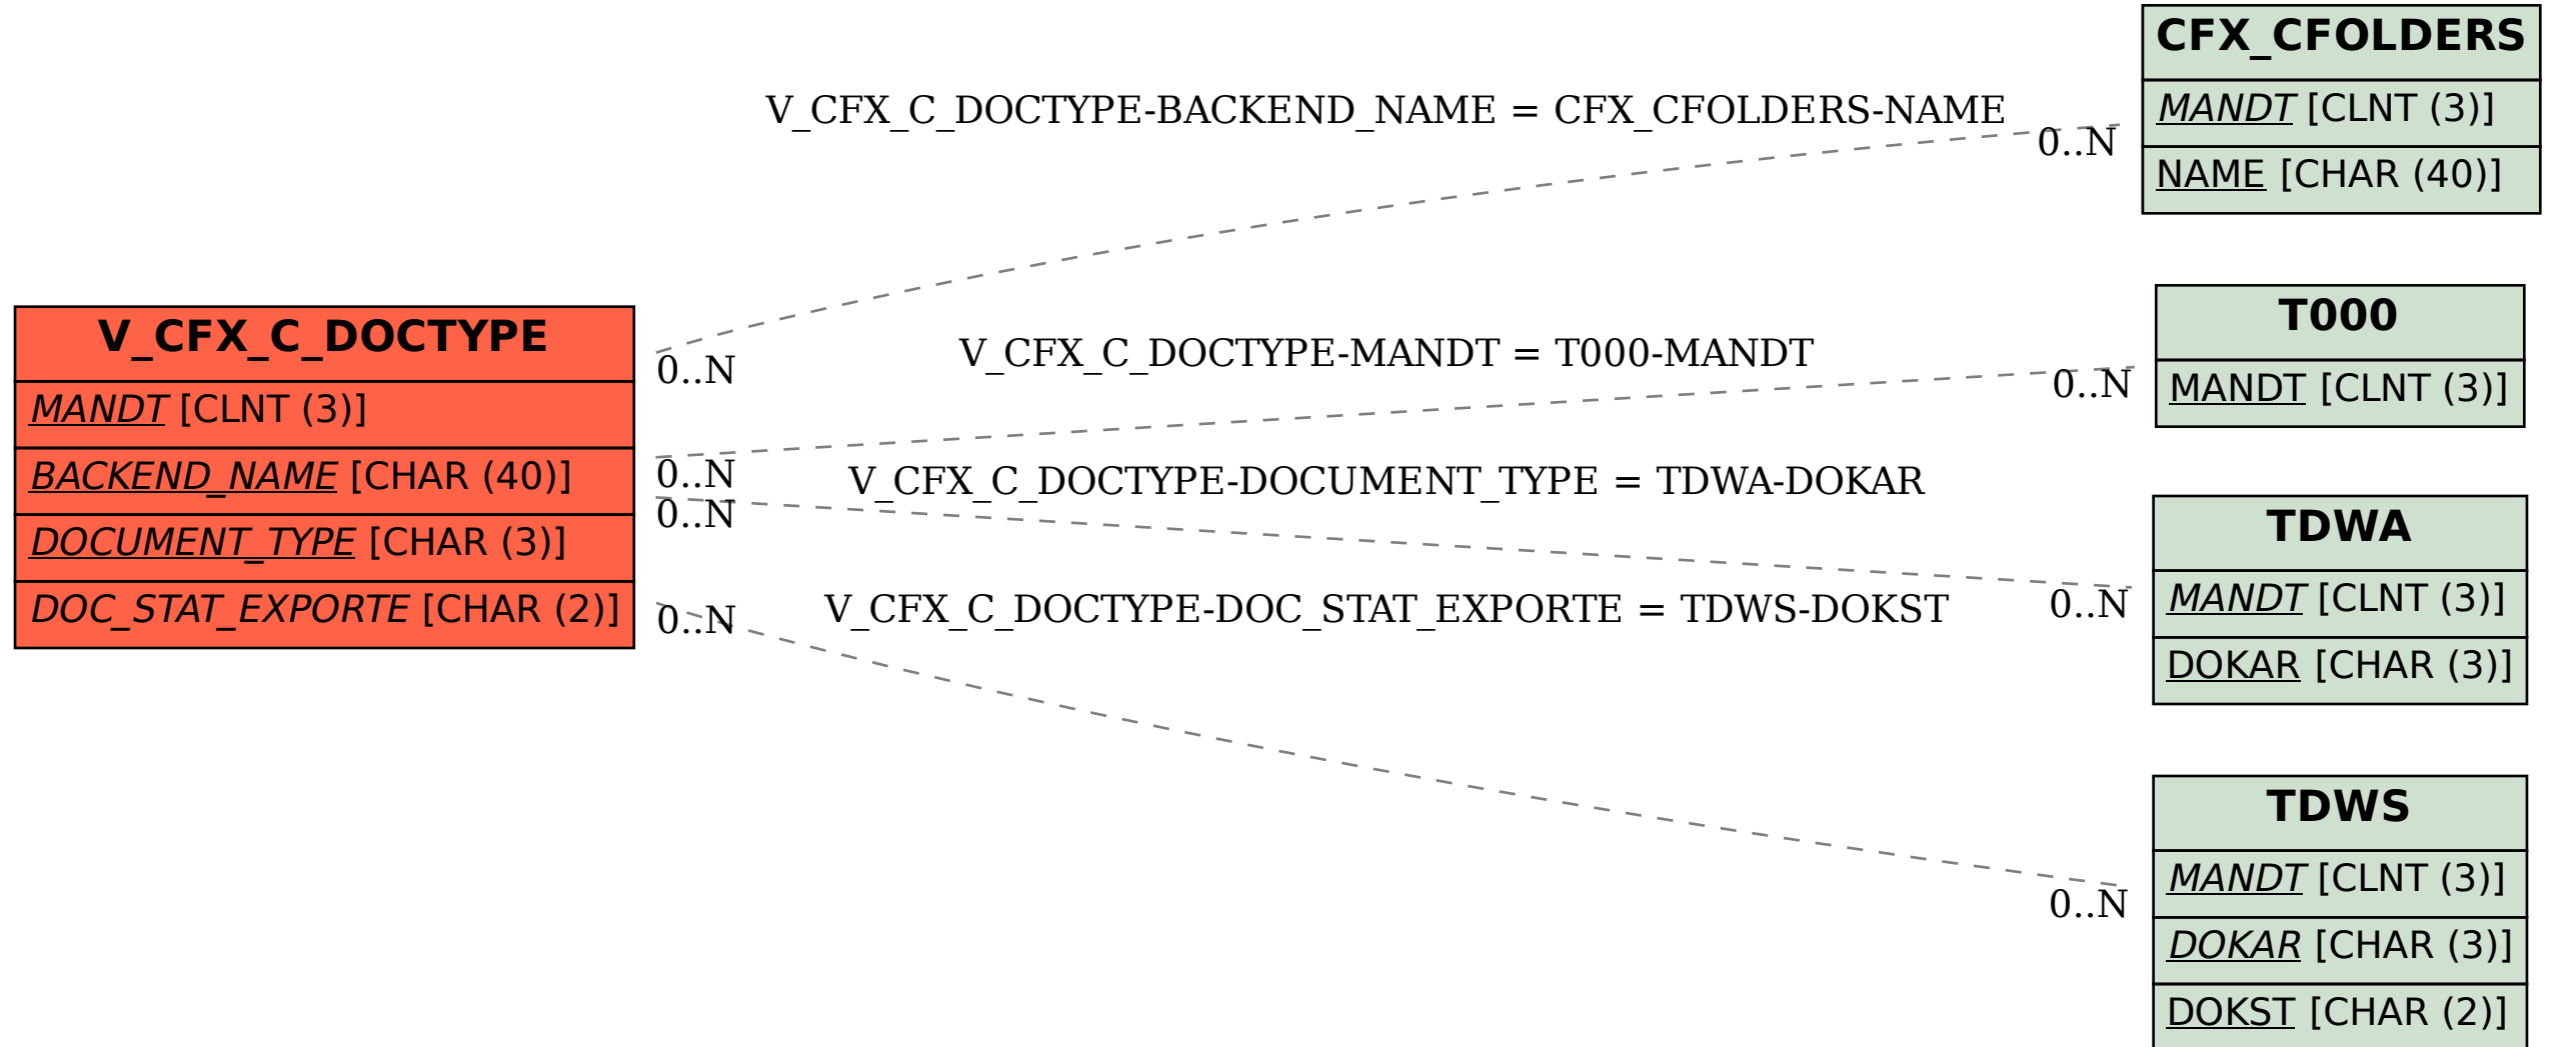 CFX_CFOLDERS
MANDT [CLNT (3)]
NAME [CHAR (40)]
V_CFX_C_DOCTYPE-BACKEND_NAME = CFX_CFOLDERS-NAME
0..N
0..N
V_CFX_C_DOCTYPE
MANDT [CLNT (3)]
BACKEND_NAME [CHAR (40)]
DOCUMENT_TYPE [CHAR (3)]
DOC_STAT_EXPORTE [CHAR (2)]
V_CFX_C_DOCTYPE-MANDT = T000-MANDT
0..N
0..N
T000
MANDT [CLNT (3)]
V_CFX_C_DOCTYPE-DOCUMENT_TYPE = TDWA-DOKAR
0..N
0..N
TDWA
MANDT [CLNT (3)]
DOKAR [CHAR (3)]
V_CFX_C_DOCTYPE-DOC_STAT_EXPORTE = TDWS-DOKST
0..N
0..N
TDWS
MANDT [CLNT (3)]
DOKAR [CHAR (3)]
DOKST [CHAR (2)]